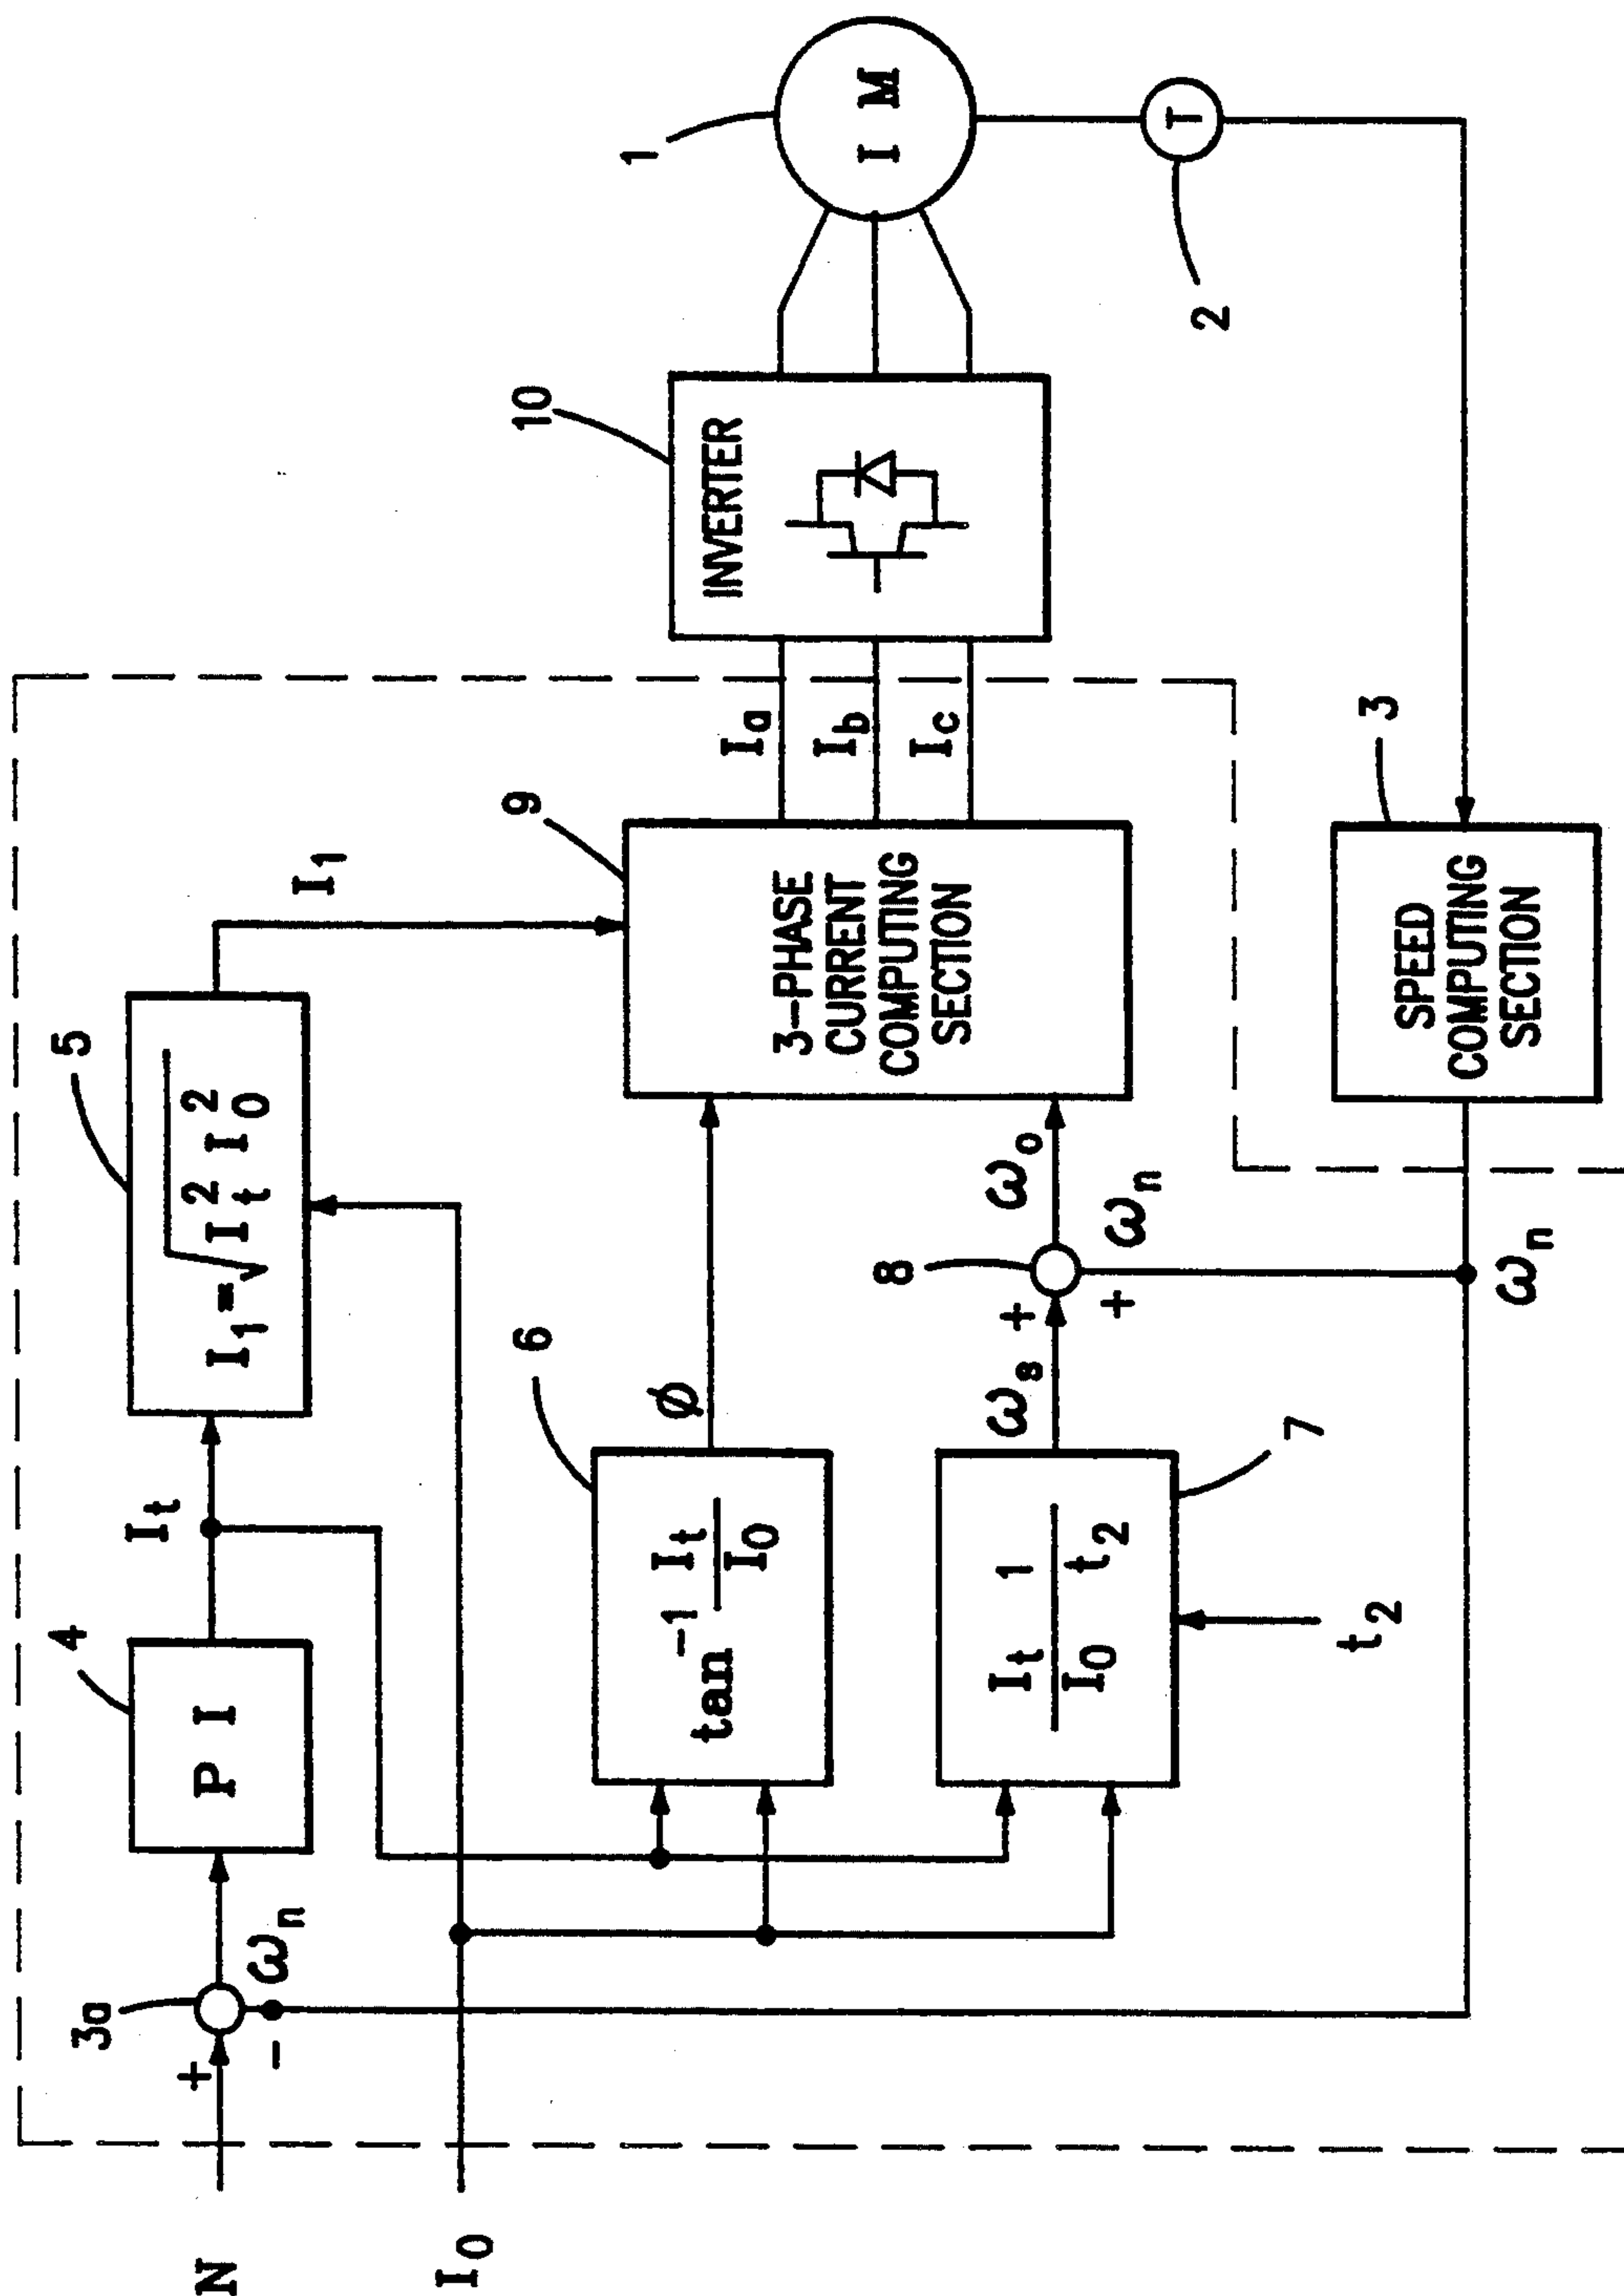 N
I0
+
-
3a
ωn
4
P I
It
5
I1=√It2 I02
I1
6
tan-1 It/I0
ϕ
7
It/I0 1/t2
t2
ωs
+
+
8
ωn
ωo
ωn
9
3-PHASE
CURRENT
COMPUTING
SECTION
Ia
Ib
Ic
10
INVERTER
1
I M
2
T
3
SPEED
COMPUTING
SECTION